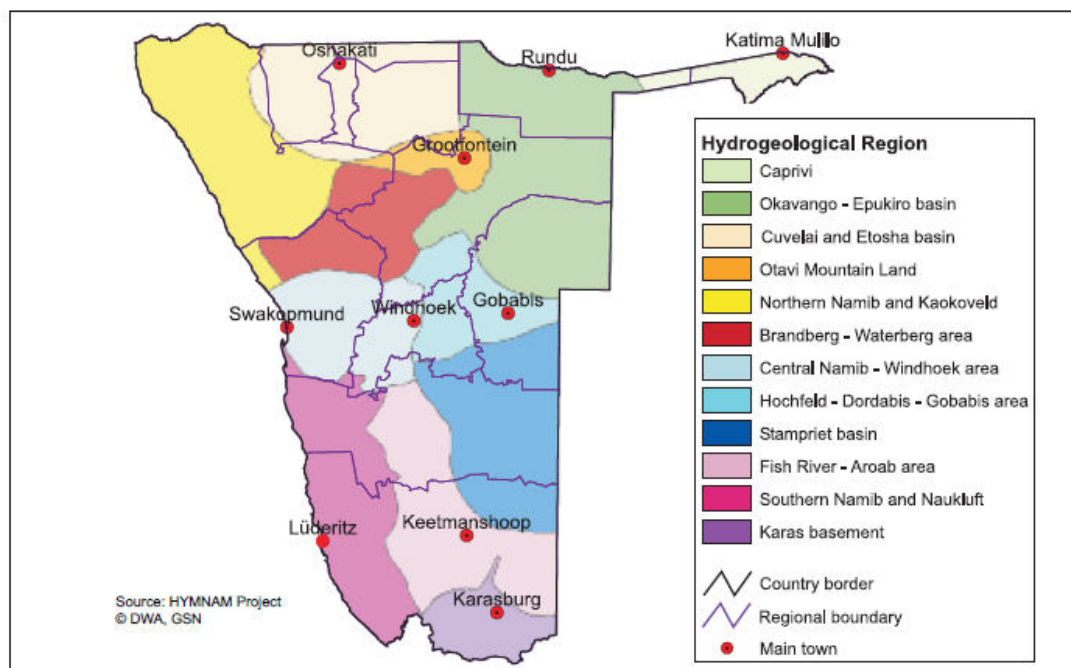 Oshakati
Rundu
Katima Mulilo
Grootfontein
Swakopmund
Windhoek
Gobabis
Lüderitz
Keetmanshoop
Karasburg
Source: HYMNAM Project
© DWA, GSN
Hydrogeological Region
Caprivi
Okavango - Epukiro basin
Cuvelai and Etosha basin
Otavi Mountain Land
Northern Namib and Kaokoveld
Brandberg - Waterberg area
Central Namib - Windhoek area
Hochfeld - Dordabis - Gobabis area
Stampriet basin
Fish River - Aroab area
Southern Namib and Naukluft
Karas basement
Country border
Regional boundary
Main town